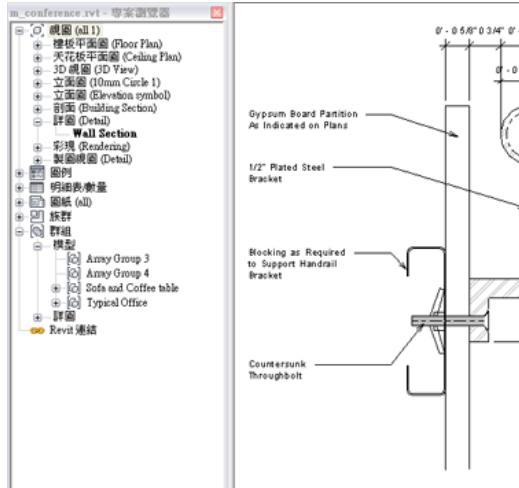 m_conference.rvt - 專案瀏覽器
視圖 (all 1)
樓板平面圖 (Floor Plan)
天花板平面圖 (Ceiling Plan)
3D 視圖 (3D View)
立面圖 (10mm Circle 1)
立面圖 (Elevation symbol)
剖面 (Building Section)
詳圖 (Detail)
Wall Section
彩現 (Rendering)
製圖視圖 (Detail)
圖例
明細表/數量
圖紙 (all)
族群
群組
模型
Array Group 3
Array Group 4
Sofa and Coffee table
Typical Office
詳圖
Revit 連結
0' - 0 5/8" 0 3/4" 0' -
0' - 0
Gypsum Board Partition
As Indicated on Plans
1/2" Plated Steel
Bracket
Blocking as Required
to Support Handrail
Bracket
Countersunk
Throughbolt